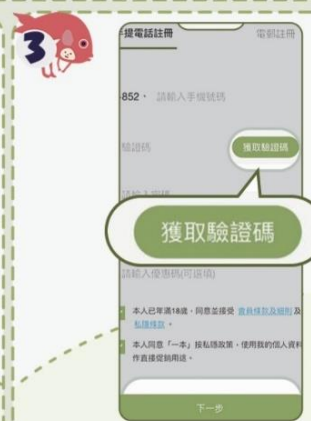 3
手提電話註冊
電郵註冊
852
請輸入手機號碼
驗證碼
獲取驗證碼
獲取驗證碼
請輸入優惠碼(可選填)
本人已年滿18歲,同意並接受 會員條款及細則 及
私隱條款 。
本人同意「一本」按私隱政策,使用我的個人資料
作直接促銷用途。
下一步